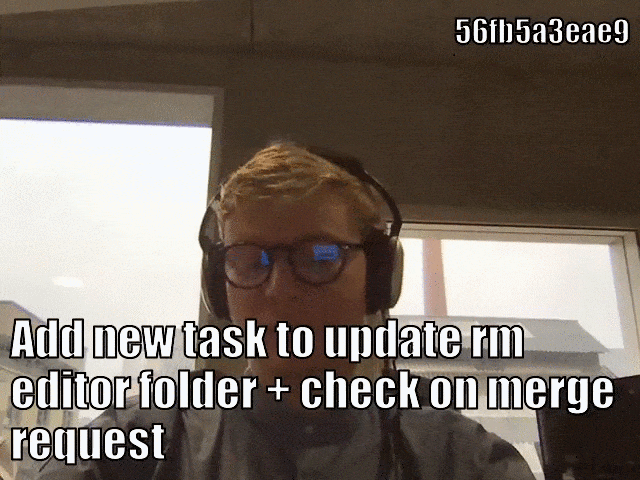 56fb5a3eae9
Add new task to update rm
editor folder + check on merge
request